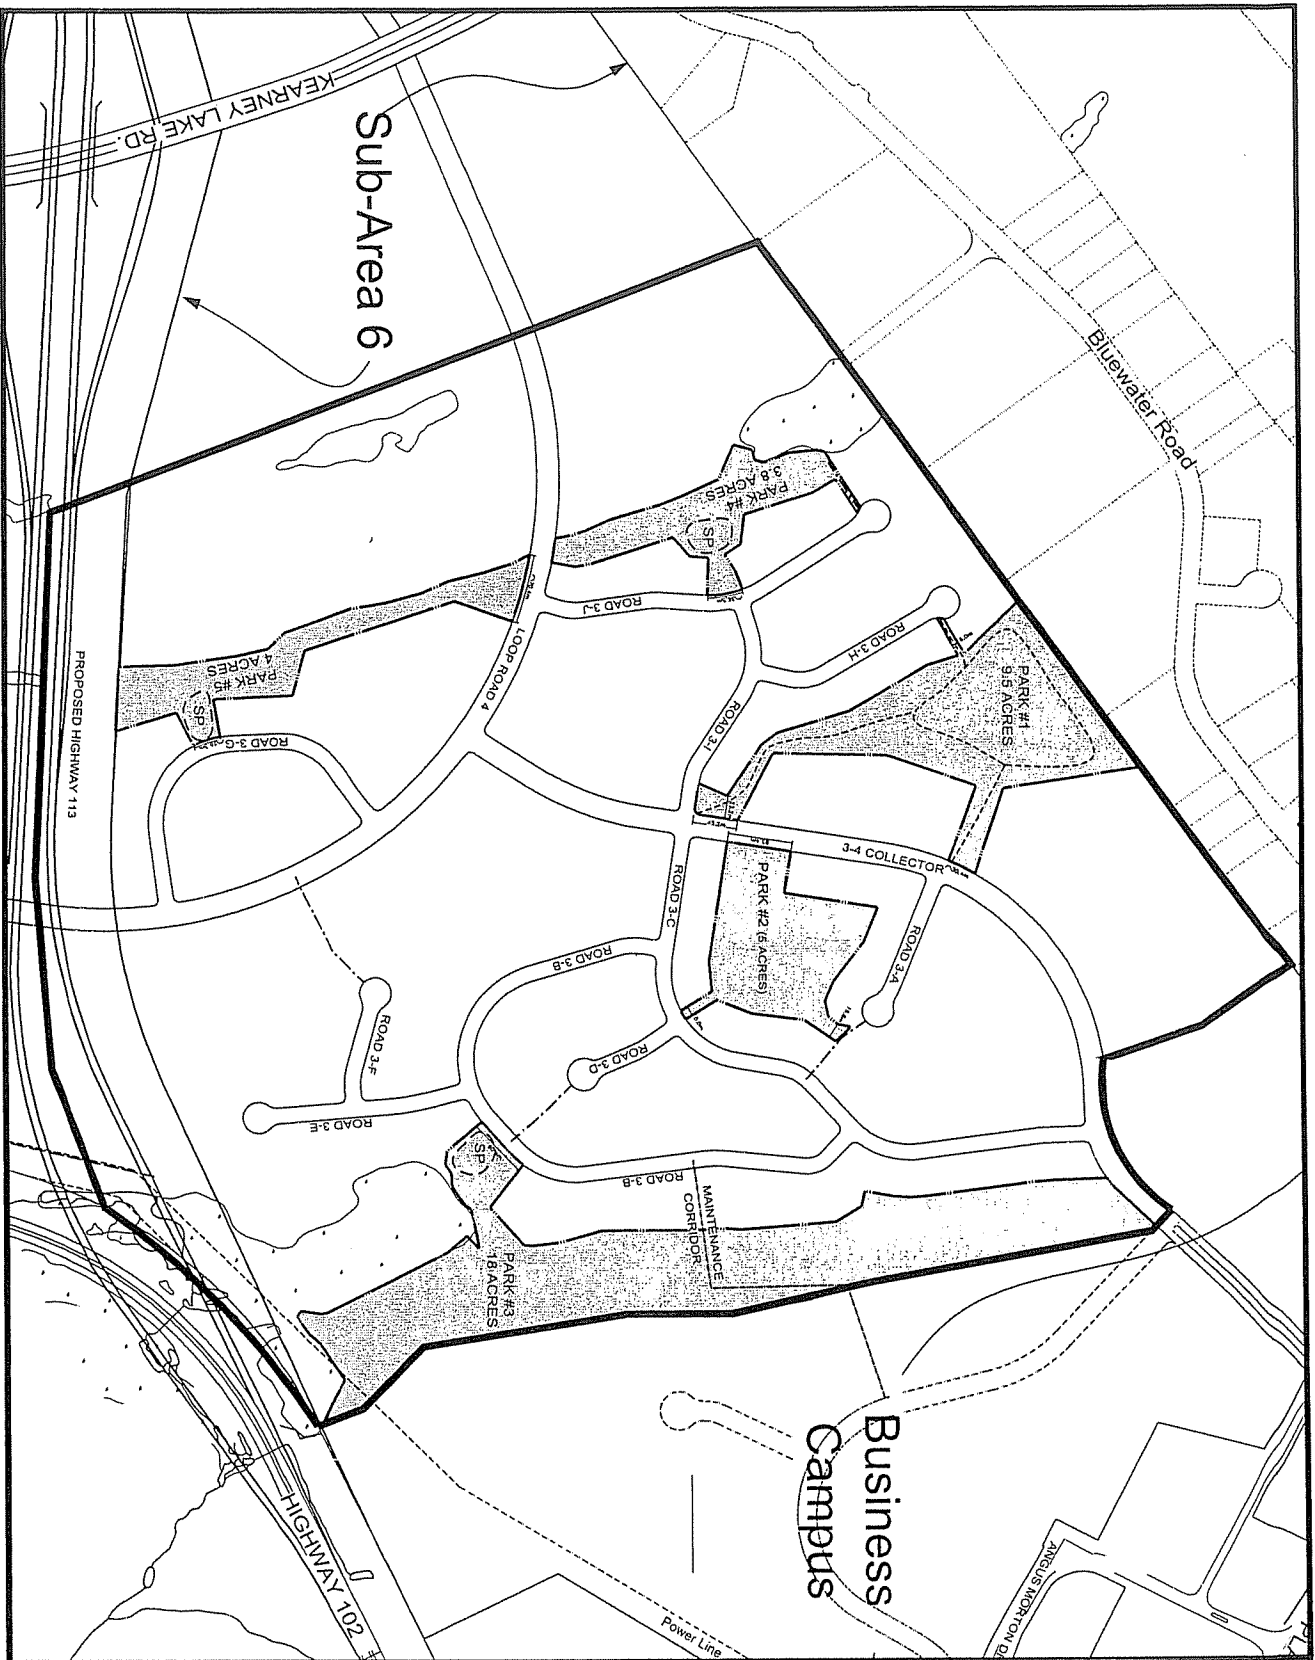 KEARNEY LAKE RD.
Sub-Area 6
Bluewater Road
PARK #4
3.8 ACRES
SP
ROAD 3-J
ROAD 3-H
PARK #1
9.5 ACRES
LOOP ROAD 4
ROAD 3-I
PARK #5
4 ACRES
SP
ROAD 3-G
PROPOSED HIGHWAY 113
3-4 COLLECTOR
PARK #2 (5 ACRES)
ROAD 3-C
ROAD 3-A
ROAD 3-B
ROAD 3-F
ROAD 3-D
ROAD 3-E
SP
ROAD 3-B
MAINTENANCE
CORRIDOR
PARK #3
18 ACRES
Business
Campus
HIGHWAY 102
Power Line
ANGUS MORTON D